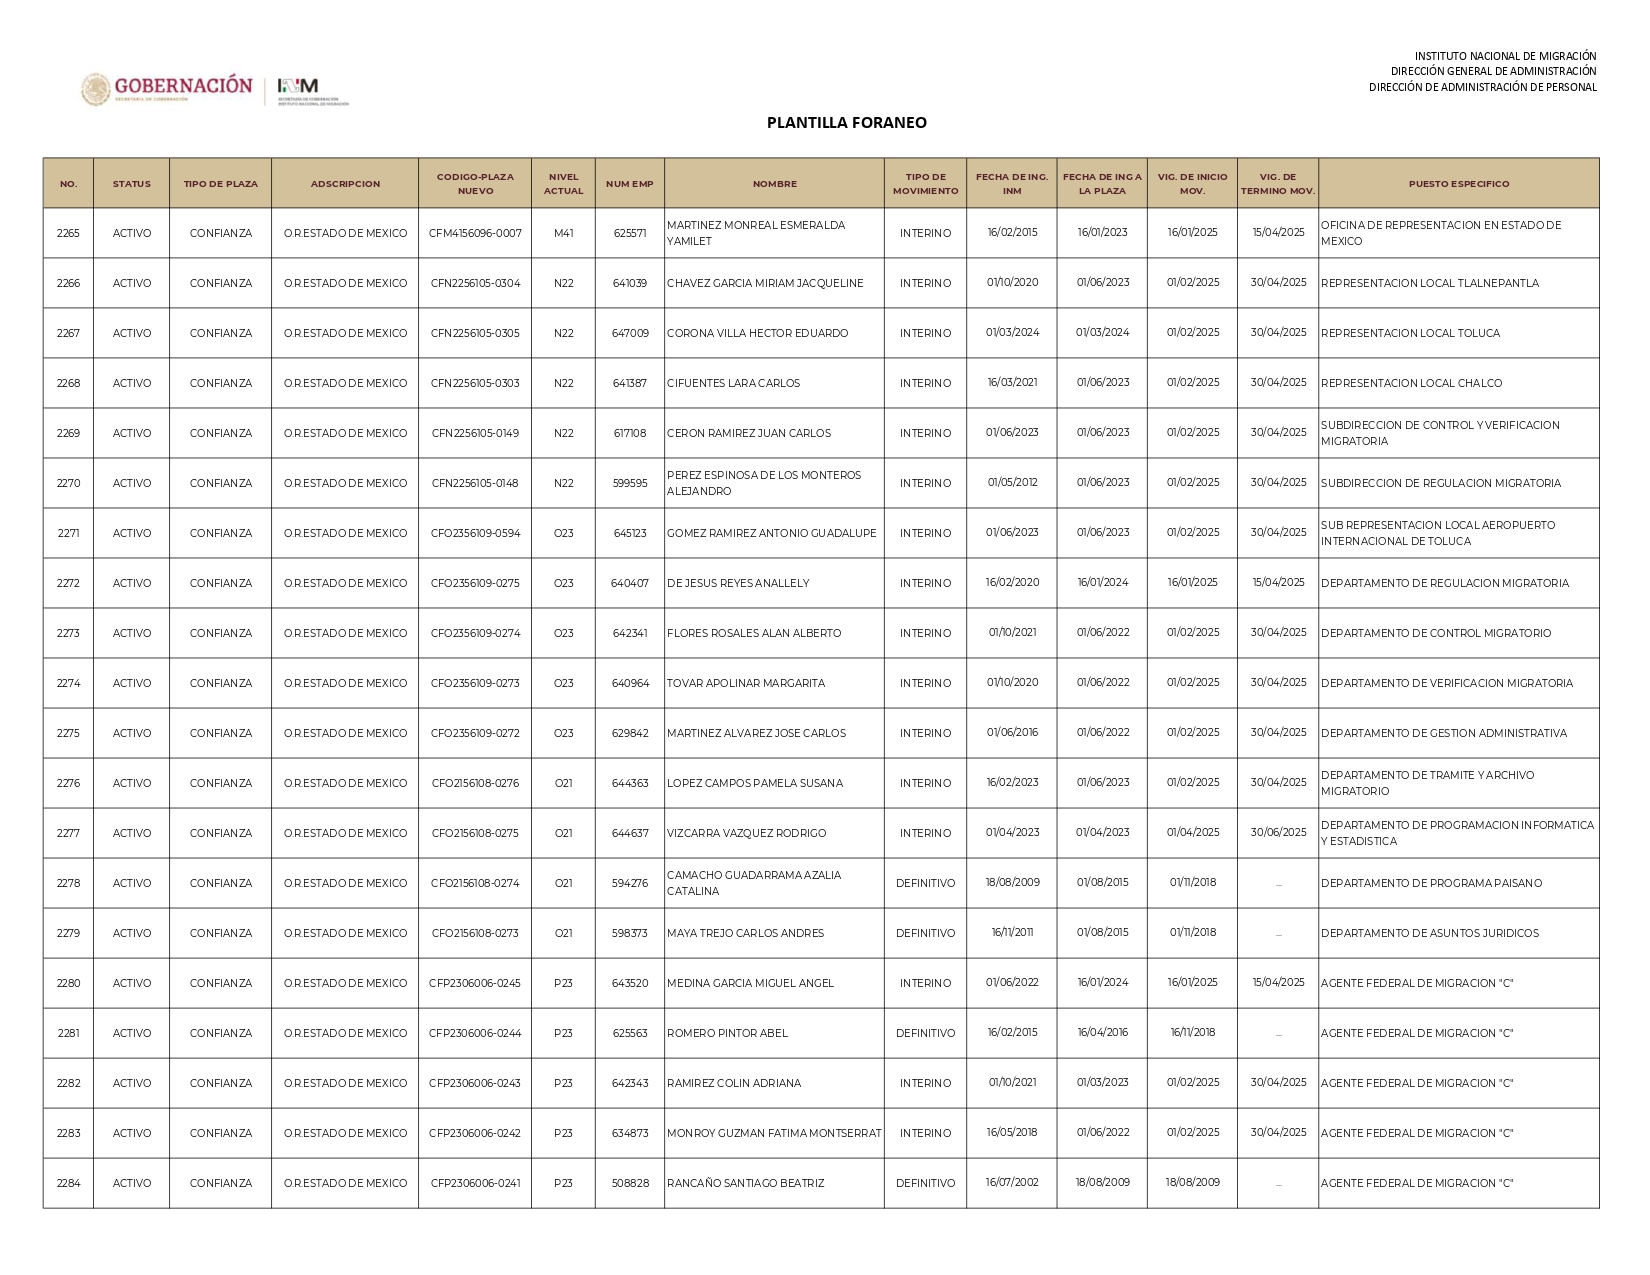 INSTITUTO NACIONAL DE MIGRACIÓN
DIRECCIÓN GENERAL DE ADMINISTRACIÓN
DIRECCIÓN DE ADMINISTRACIÓN DE PERSONAL
GOBERNACIÓN
SECRETARÍA DE GOBERNACIÓN
INM
SECRETARÍA DE GOBERNACIÓN
INSTITUTO NACIONAL DE MIGRACIÓN
PLANTILLA FORANEO
NO. STATUS TIPO DE PLAZA ADSCRIPCION CODIGO-PLAZA NUEVO NIVEL ACTUAL NUM EMP NOMBRE TIPO DE MOVIMIENTO FECHA DE ING. INM FECHA DE ING A LA PLAZA VIG. DE INICIO MOV. VIG. DE TERMINO MOV. PUESTO ESPECIFICO
2265 ACTIVO CONFIANZA O.R.ESTADO DE MEXICO CFM4156096-0007 M41 625571 MARTINEZ MONREAL ESMERALDA YAMILET INTERINO 16/02/2015 16/01/2023 16/01/2025 15/04/2025 OFICINA DE REPRESENTACION EN ESTADO DE MEXICO
2266 ACTIVO CONFIANZA O.R.ESTADO DE MEXICO CFN2256105-0304 N22 641039 CHAVEZ GARCIA MIRIAM JACQUELINE INTERINO 01/10/2020 01/06/2023 01/02/2025 30/04/2025 REPRESENTACION LOCAL TLALNEPANTLA
2267 ACTIVO CONFIANZA O.R.ESTADO DE MEXICO CFN2256105-0305 N22 647009 CORONA VILLA HECTOR EDUARDO INTERINO 01/03/2024 01/03/2024 01/02/2025 30/04/2025 REPRESENTACION LOCAL TOLUCA
2268 ACTIVO CONFIANZA O.R.ESTADO DE MEXICO CFN2256105-0303 N22 641387 CIFUENTES LARA CARLOS INTERINO 16/03/2021 01/06/2023 01/02/2025 30/04/2025 REPRESENTACION LOCAL CHALCO
2269 ACTIVO CONFIANZA O.R.ESTADO DE MEXICO CFN2256105-0149 N22 617108 CERON RAMIREZ JUAN CARLOS INTERINO 01/06/2023 01/06/2023 01/02/2025 30/04/2025 SUBDIRECCION DE CONTROL Y VERIFICACION MIGRATORIA
2270 ACTIVO CONFIANZA O.R.ESTADO DE MEXICO CFN2256105-0148 N22 599595 PEREZ ESPINOSA DE LOS MONTEROS ALEJANDRO INTERINO 01/05/2012 01/06/2023 01/02/2025 30/04/2025 SUBDIRECCION DE REGULACION MIGRATORIA
2271 ACTIVO CONFIANZA O.R.ESTADO DE MEXICO CFO2356109-0594 O23 645123 GOMEZ RAMIREZ ANTONIO GUADALUPE INTERINO 01/06/2023 01/06/2023 01/02/2025 30/04/2025 SUB REPRESENTACION LOCAL AEROPUERTO INTERNACIONAL DE TOLUCA
2272 ACTIVO CONFIANZA O.R.ESTADO DE MEXICO CFO2356109-0275 O23 640407 DE JESUS REYES ANALLELY INTERINO 16/02/2020 16/01/2024 16/01/2025 15/04/2025 DEPARTAMENTO DE REGULACION MIGRATORIA
2273 ACTIVO CONFIANZA O.R.ESTADO DE MEXICO CFO2356109-0274 O23 642341 FLORES ROSALES ALAN ALBERTO INTERINO 01/10/2021 01/06/2022 01/02/2025 30/04/2025 DEPARTAMENTO DE CONTROL MIGRATORIO
2274 ACTIVO CONFIANZA O.R.ESTADO DE MEXICO CFO2356109-0273 O23 640964 TOVAR APOLINAR MARGARITA INTERINO 01/10/2020 01/06/2022 01/02/2025 30/04/2025 DEPARTAMENTO DE VERIFICACION MIGRATORIA
2275 ACTIVO CONFIANZA O.R.ESTADO DE MEXICO CFO2356109-0272 O23 629842 MARTINEZ ALVAREZ JOSE CARLOS INTERINO 01/06/2016 01/06/2022 01/02/2025 30/04/2025 DEPARTAMENTO DE GESTION ADMINISTRATIVA
2276 ACTIVO CONFIANZA O.R.ESTADO DE MEXICO CFO2156108-0276 O21 644363 LOPEZ CAMPOS PAMELA SUSANA INTERINO 16/02/2023 01/06/2023 01/02/2025 30/04/2025 DEPARTAMENTO DE TRAMITE Y ARCHIVO MIGRATORIO
2277 ACTIVO CONFIANZA O.R.ESTADO DE MEXICO CFO2156108-0275 O21 644637 VIZCARRA VAZQUEZ RODRIGO INTERINO 01/04/2023 01/04/2023 01/04/2025 30/06/2025 DEPARTAMENTO DE PROGRAMACION INFORMATICA Y ESTADISTICA
2278 ACTIVO CONFIANZA O.R.ESTADO DE MEXICO CFO2156108-0274 O21 594276 CAMACHO GUADARRAMA AZALIA CATALINA DEFINITIVO 18/08/2009 01/08/2015 01/11/2018 ... DEPARTAMENTO DE PROGRAMA PAISANO
2279 ACTIVO CONFIANZA O.R.ESTADO DE MEXICO CFO2156108-0273 O21 598373 MAYA TREJO CARLOS ANDRES DEFINITIVO 16/11/2011 01/08/2015 01/11/2018 ... DEPARTAMENTO DE ASUNTOS JURIDICOS
2280 ACTIVO CONFIANZA O.R.ESTADO DE MEXICO CFP2306006-0245 P23 643520 MEDINA GARCIA MIGUEL ANGEL INTERINO 01/06/2022 16/01/2024 16/01/2025 15/04/2025 AGENTE FEDERAL DE MIGRACION "C"
2281 ACTIVO CONFIANZA O.R.ESTADO DE MEXICO CFP2306006-0244 P23 625563 ROMERO PINTOR ABEL DEFINITIVO 16/02/2015 16/04/2016 16/11/2018 ... AGENTE FEDERAL DE MIGRACION "C"
2282 ACTIVO CONFIANZA O.R.ESTADO DE MEXICO CFP2306006-0243 P23 642343 RAMIREZ COLIN ADRIANA INTERINO 01/10/2021 01/03/2023 01/02/2025 30/04/2025 AGENTE FEDERAL DE MIGRACION "C"
2283 ACTIVO CONFIANZA O.R.ESTADO DE MEXICO CFP2306006-0242 P23 634873 MONROY GUZMAN FATIMA MONTSERRAT INTERINO 16/05/2018 01/06/2022 01/02/2025 30/04/2025 AGENTE FEDERAL DE MIGRACION "C"
2284 ACTIVO CONFIANZA O.R.ESTADO DE MEXICO CFP2306006-0241 P23 508828 RANCAÑO SANTIAGO BEATRIZ DEFINITIVO 16/07/2002 18/08/2009 18/08/2009 ... AGENTE FEDERAL DE MIGRACION "C"